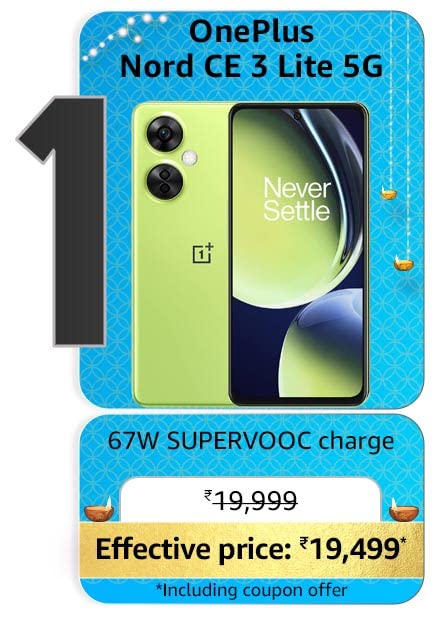 1
OnePlus
Nord CE 3 Lite 5G
Never
Settle
1+
67W SUPERVOOC charge
₹19,999
Effective price: ₹19,499*
*Including coupon offer